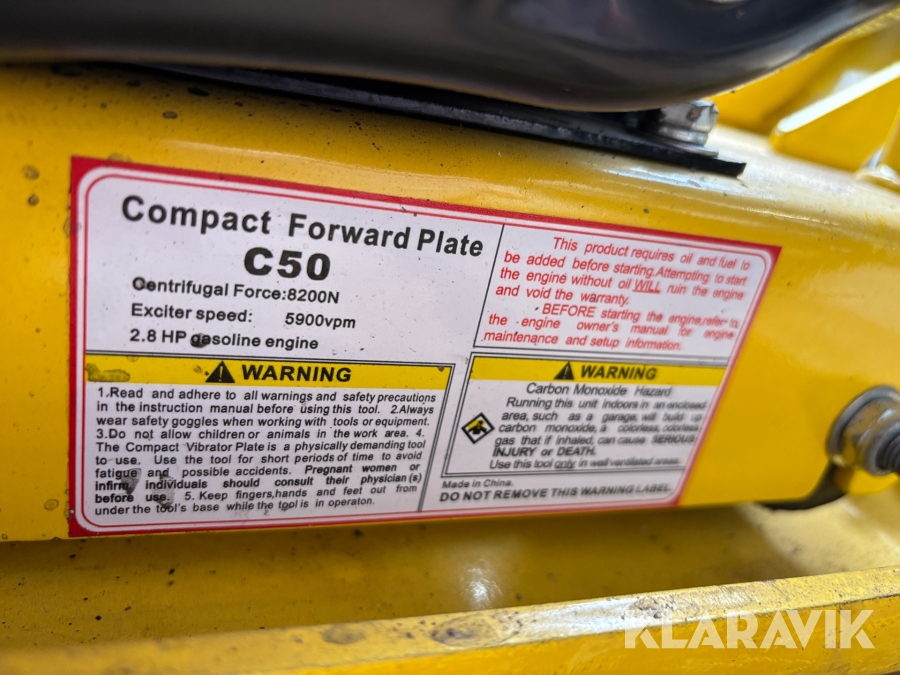 Compact Forward Plate
C50
Centrifugal Force:8200N
Exciter speed: 5900vpm
2.8 HP gasoline engine
This product requires oil and fuel to
be added before starting.Attempting to start
the engine without oil WILL ruin the engine
and void the warranty.
BEFORE starting the engine,refer to
the engine owner's manual for engine
maintenance and setup information.
WARNING
1.Read and adhere to all warnings and safety precautions
in the instruction manual before using this tool. 2.Always
wear safety goggles when working with tools or equipment.
3.Do not allow children or animals in the work area. 4.
The Compact Vibrator Plate is a physically demanding tool
to use. Use the tool for short periods of time to avoid
fatigue and possible accidents. Pregnant women or
infirm individuals should consult their physician(s)
before use. 5. Keep fingers,hands and feet out from
under the tool's base while the tool is in operaton.
WARNING
Carbon Monoxide Hazard
Running this unit indoors in an enclosed
area, such as a garage, will build up
carbon monoxide, a colorless, odorless
gas that if inhaled, can cause SERIOUS
INJURY or DEATH.
Use this tool only in well ventilated areas.
Made in China.
DO NOT REMOVE THIS WARNING LABEL
KLARAVIK